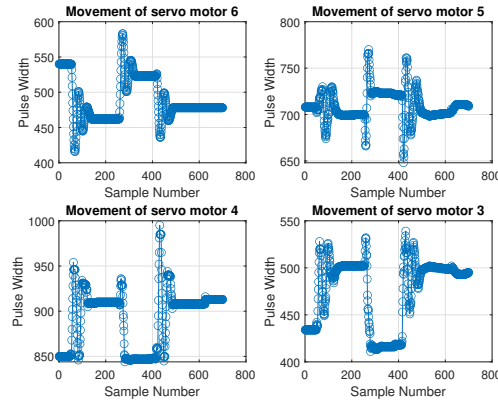 Movement of servo motor 6
600
550
500
450
400
Pulse Width
0 200 400 600 800
Sample Number
Movement of servo motor 5
800
750
700
650
Pulse Width
0 200 400 600 800
Sample Number
Movement of servo motor 4
1000
950
900
850
Pulse Width
0 200 400 600 800
Sample Number
Movement of servo motor 3
550
500
450
400
Pulse Width
0 200 400 600 800
Sample Number